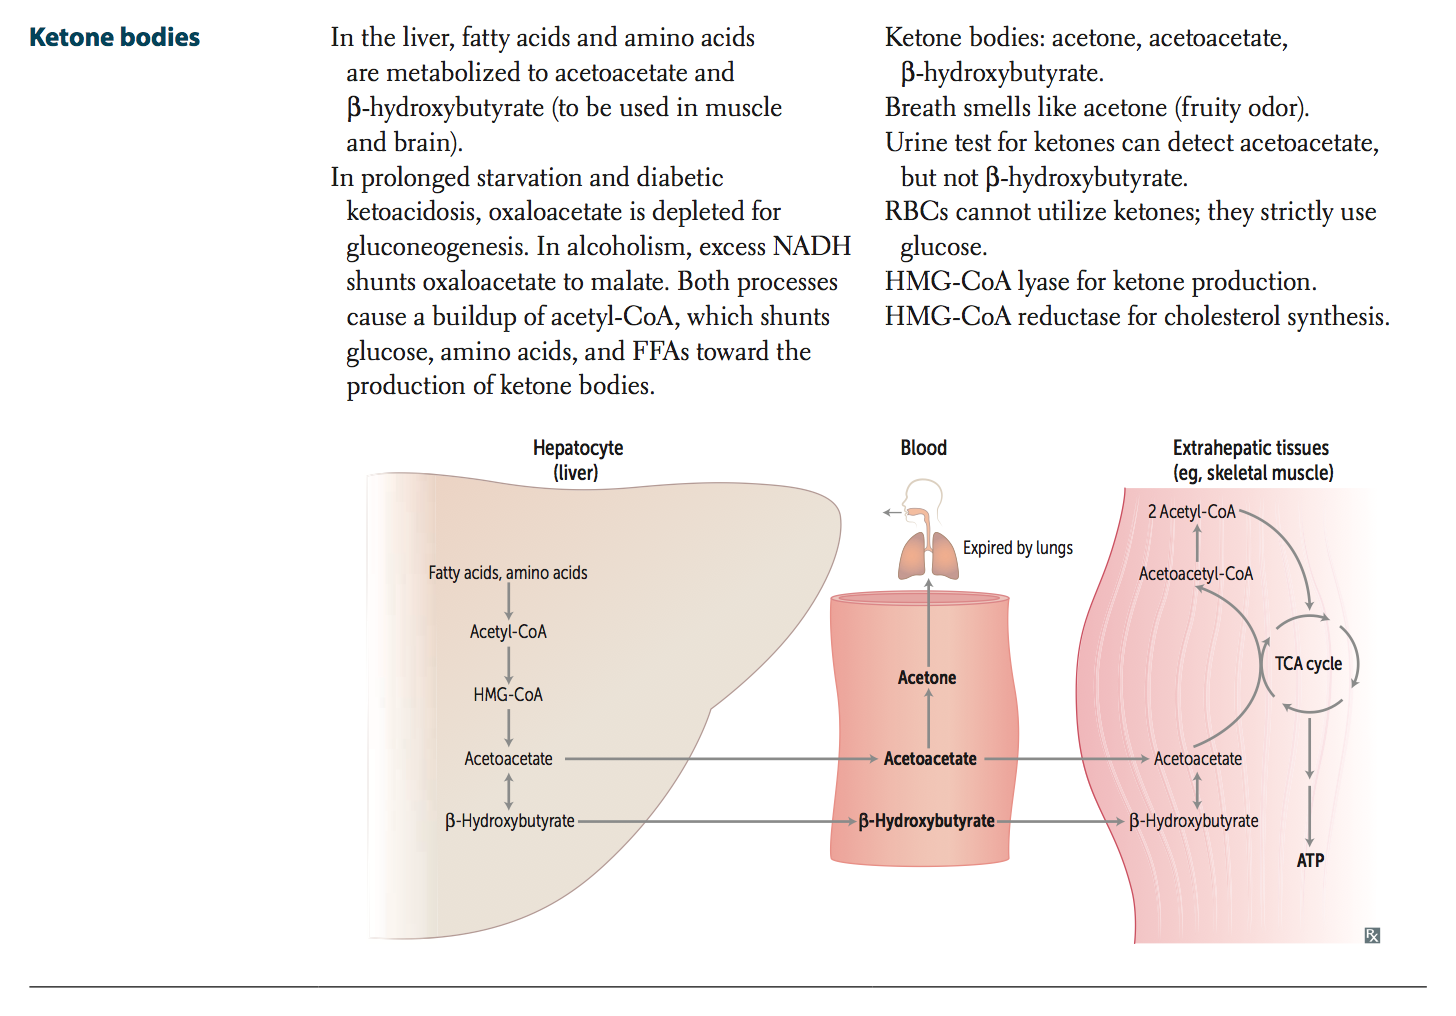 Ketone bodies
In the liver, fatty acids and amino acids
are metabolized to acetoacetate and
β-hydroxybutyrate (to be used in muscle
and brain).
In prolonged starvation and diabetic
ketoacidosis, oxaloacetate is depleted for
gluconeogenesis. In alcoholism, excess NADH
shunts oxaloacetate to malate. Both processes
cause a buildup of acetyl-CoA, which shunts
glucose, amino acids, and FFAs toward the
production of ketone bodies.
Ketone bodies: acetone, acetoacetate,
β-hydroxybutyrate.
Breath smells like acetone (fruity odor).
Urine test for ketones can detect acetoacetate,
but not β-hydroxybutyrate.
RBCs cannot utilize ketones; they strictly use
glucose.
HMG-CoA lyase for ketone production.
HMG-CoA reductase for cholesterol synthesis.
Hepatocyte
(liver)
Fatty acids, amino acids
Acetyl-CoA
HMG-CoA
Acetoacetate
β-Hydroxybutyrate
Blood
Expired by lungs
Acetone
Acetoacetate
β-Hydroxybutyrate
Extrahepatic tissues
(eg, skeletal muscle)
2 Acetyl-CoA
Acetoacetyl-CoA
TCA cycle
Acetoacetate
β-Hydroxybutyrate
ATP
Rx